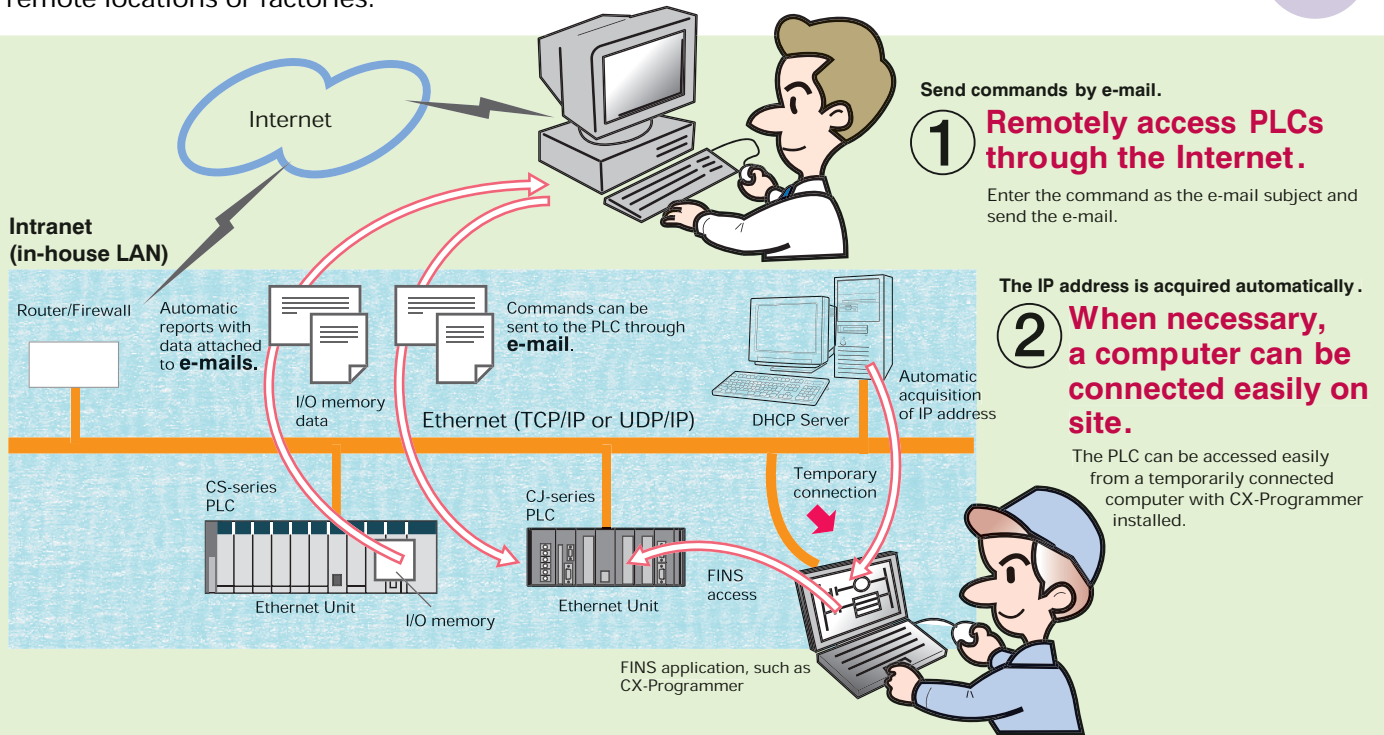 remote locations or factories.
Internet
Send commands by e-mail.
1 Remotely access PLCs
through the Internet.
Enter the command as the e-mail subject and
send the e-mail.
Intranet
(in-house LAN)
Router/Firewall
Automatic
reports with
data attached
to e-mails.
I/O memory
data
Commands can be
sent to the PLC through
e-mail.
DHCP Server
Automatic
acquisition
of IP address
The IP address is acquired automatically.
2 When necessary,
a computer can be
connected easily on
site.
The PLC can be accessed easily
from a temporarily connected
computer with CX-Programmer
installed.
Ethernet (TCP/IP or UDP/IP)
CS-series
PLC
Ethernet Unit
I/O memory
CJ-series
PLC
Ethernet Unit
Temporary
connection
FINS
access
FINS application, such as
CX-Programmer